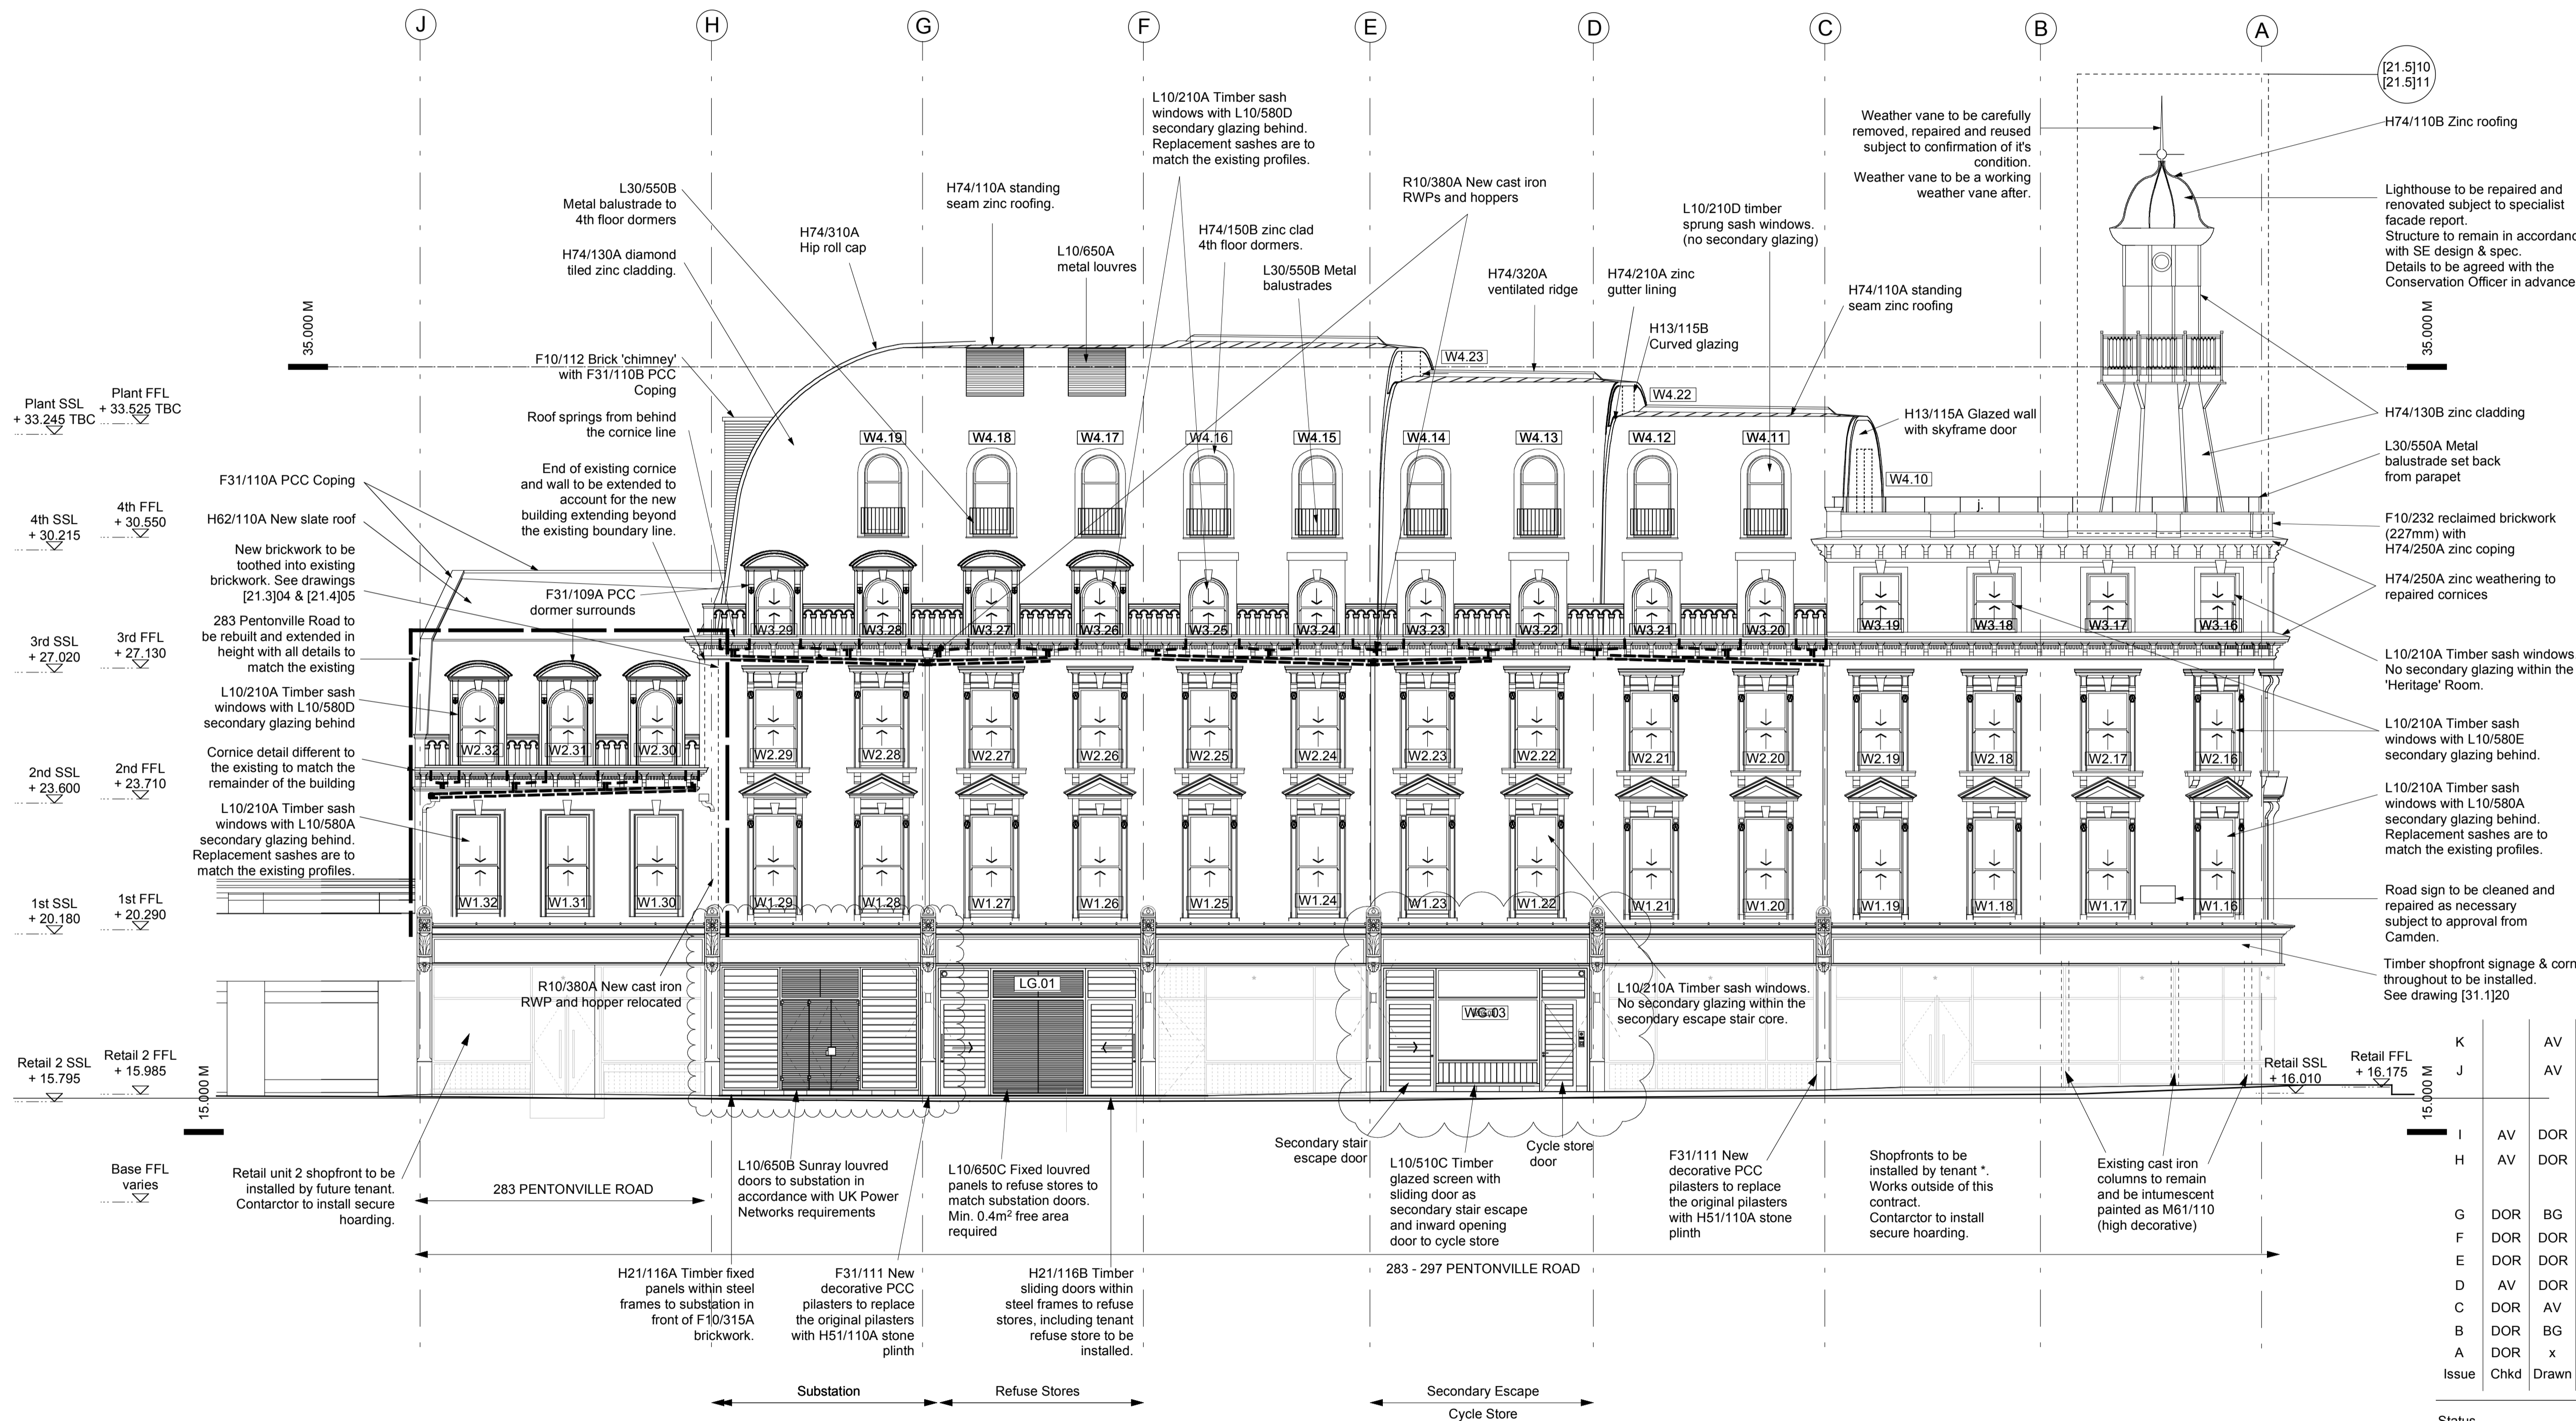 J
H
G
F
E
D
C
B
A
[21.5]10
[21.5]11
L10/210A Timber sash
windows with L10/580D
secondary glazing behind.
Replacement sashes are to
match the existing profiles.
Weather vane to be carefully
removed, repaired and reused
subject to confirmation of it's
condition.
Weather vane to be a working
weather vane after.
H74/110B Zinc roofing
L30/550B
Metal balustrade to
4th floor dormers
H74/110A standing
seam zinc roofing.
R10/380A New cast iron
RWPs and hoppers
Lighthouse to be repaired and
renovated subject to specialist
facade report.
Structure to remain in accordanc
with SE design & spec.
Details to be agreed with the
Conservation Officer in advance
H74/310A
Hip roll cap
H74/130A diamond
tiled zinc cladding.
L10/650A
metal louvres
H74/150B zinc clad
4th floor dormers.
L30/550B Metal
balustrades
L10/210D timber
sprung sash windows.
(no secondary glazing)
H74/320A
ventilated ridge
H74/210A zinc
gutter lining
H74/110A standing
seam zinc roofing
H13/115B
Curved glazing
35.000 M
35.000 M
F10/112 Brick 'chimney'
with F31/110B PCC
Coping
W4.23
W4.22
Plant SSL
+ 33.245 TBC
Plant FFL
+ 33.525 TBC
Roof springs from behind
the cornice line
H13/115A Glazed wall
with skyframe door
H74/130B zinc cladding
W4.19
W4.18
W4.17
W4.16
W4.15
W4.14
W4.13
W4.12
W4.11
W4.10
L30/550A Metal
balustrade set back
from parapet
End of existing cornice
and wall to be extended to
account for the new
building extending beyond
the existing boundary line.
F31/110A PCC Coping
H62/110A New slate roof
j.
4th SSL
+ 30.215
4th FFL
+ 30.550
F10/232 reclaimed brickwork
(227mm) with
H74/250A zinc coping
New brickwork to be
toothed into existing
brickwork. See drawings
[21.3]04 & [21.4]05
F31/109A PCC
dormer surrounds
H74/250A zinc weathering to
repaired cornices
283 Pentonville Road to
be rebuilt and extended in
height with all details to
match the existing
3rd SSL
+ 27.020
3rd FFL
+ 27.130
W3.29
W3.28
W3.27
W3.26
W3.25
W3.24
W3.23
W3.22
W3.21
W3.20
W3.19
W3.18
W3.17
W3.16
L10/210A Timber sash windows
No secondary glazing within the
'Heritage' Room.
L10/210A Timber sash
windows with L10/580D
secondary glazing behind
L10/210A Timber sash
windows with L10/580E
secondary glazing behind.
Cornice detail different to
the existing to match the
remainder of the building
W2.32
W2.31
W2.30
W2.29
W2.28
W2.27
W2.26
W2.25
W2.24
W2.23
W2.22
W2.21
W2.20
W2.19
W2.18
W2.17
W2.16
2nd SSL
+ 23.600
2nd FFL
+ 23.710
L10/210A Timber sash
windows with L10/580A
secondary glazing behind.
Replacement sashes are to
match the existing profiles.
L10/210A Timber sash
windows with L10/580A
secondary glazing behind.
Replacement sashes are to
match the existing profiles.
1st SSL
+ 20.180
1st FFL
+ 20.290
W1.32
W1.31
W1.30
W1.29
W1.28
W1.27
W1.26
W1.25
W1.24
W1.23
W1.22
W1.21
W1.20
W1.19
W1.18
W1.17
W1.16
Road sign to be cleaned and
repaired as necessary
subject to approval from
Camden.
Timber shopfront signage & corn
throughout to be installed.
See drawing [31.1]20
R10/380A New cast iron
RWP and hopper relocated
LG.01
WG.03
L10/210A Timber sash windows.
No secondary glazing within the
secondary escape stair core.
Retail 2 SSL
+ 15.795
Retail 2 FFL
+ 15.985
15.000 M
Retail SSL
+ 16.010
Retail FFL
+ 16.175
15.000 M
Base FFL
varies
Retail unit 2 shopfront to be
installed by future tenant.
Contarctor to install secure
hoarding.
283 PENTONVILLE ROAD
L10/650B Sunray louvred
doors to substation in
accordance with UK Power
Networks requirements
L10/650C Fixed louvred
panels to refuse stores to
match substation doors.
Min. 0.4m² free area
required
Secondary stair
escape door
L10/510C Timber
glazed screen with
sliding door as
secondary stair escape
and inward opening
door to cycle store
Cycle store
door
F31/111 New
decorative PCC
pilasters to replace
the original pilasters
with H51/110A stone
plinth
Shopfronts to be
installed by tenant *.
Works outside of this
contract.
Contarctor to install
secure hoarding.
Existing cast iron
columns to remain
and be intumescent
painted as M61/110
(high decorative)
283 - 297 PENTONVILLE ROAD
H21/116A Timber fixed
panels within steel
frames to substation in
front of F10/315A
brickwork.
F31/111 New
decorative PCC
pilasters to replace
the original pilasters
with H51/110A stone
plinth
H21/116B Timber
sliding doors within
steel frames to refuse
stores, including tenant
refuse store to be
installed.
Substation
Refuse Stores
Secondary Escape
Cycle Store
K AV
J AV
I AV DOR
H AV DOR
G DOR BG
F DOR DOR
E DOR DOR
D AV DOR
C DOR AV
B DOR BG
A DOR x
Issue Chkd Drawn
Status